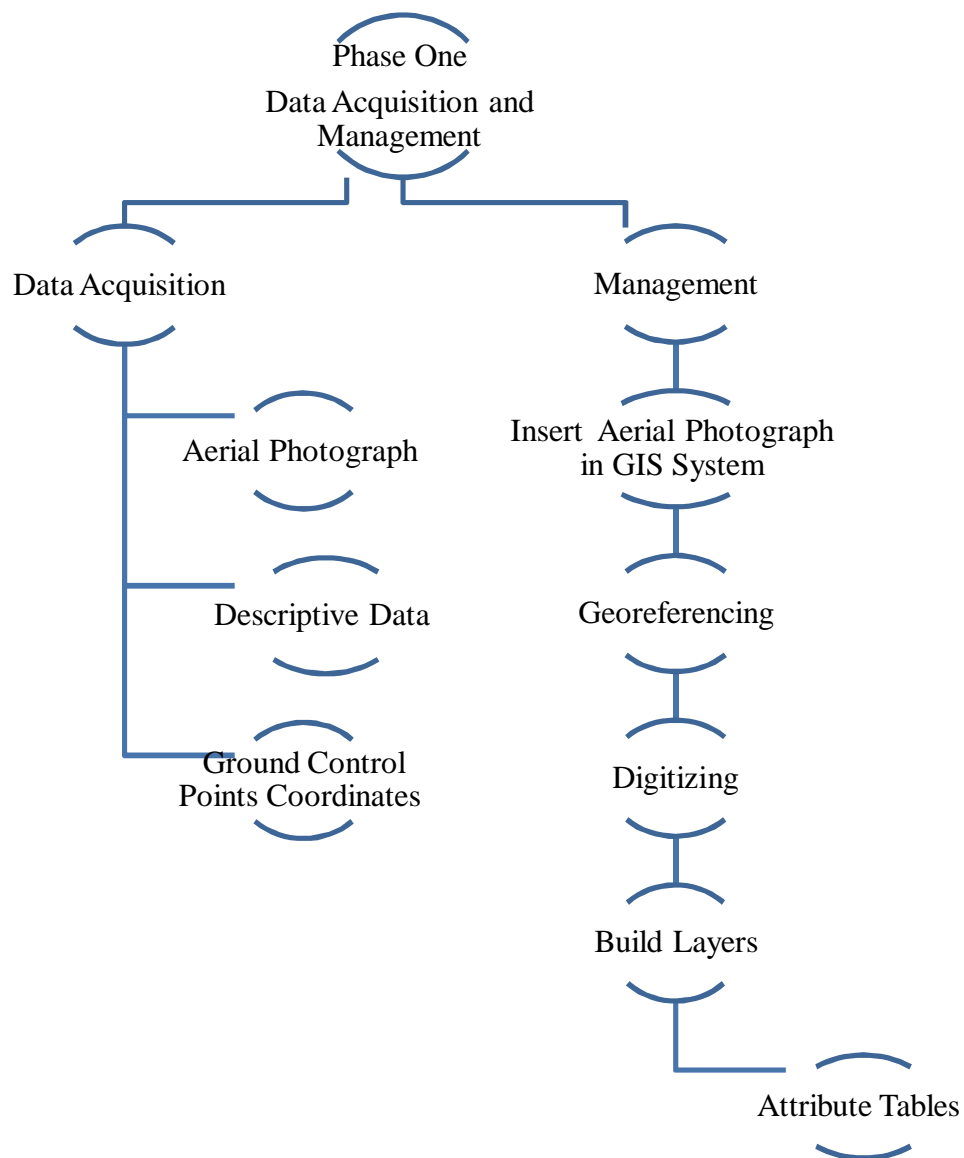 Phase One
Data Acquisition and
Management
Data Acquisition
Management
Aerial Photograph
Insert Aerial Photograph
in GIS System
Descriptive Data
Georeferencing
Ground Control
Points Coordinates
Digitizing
Build Layers
Attribute Tables